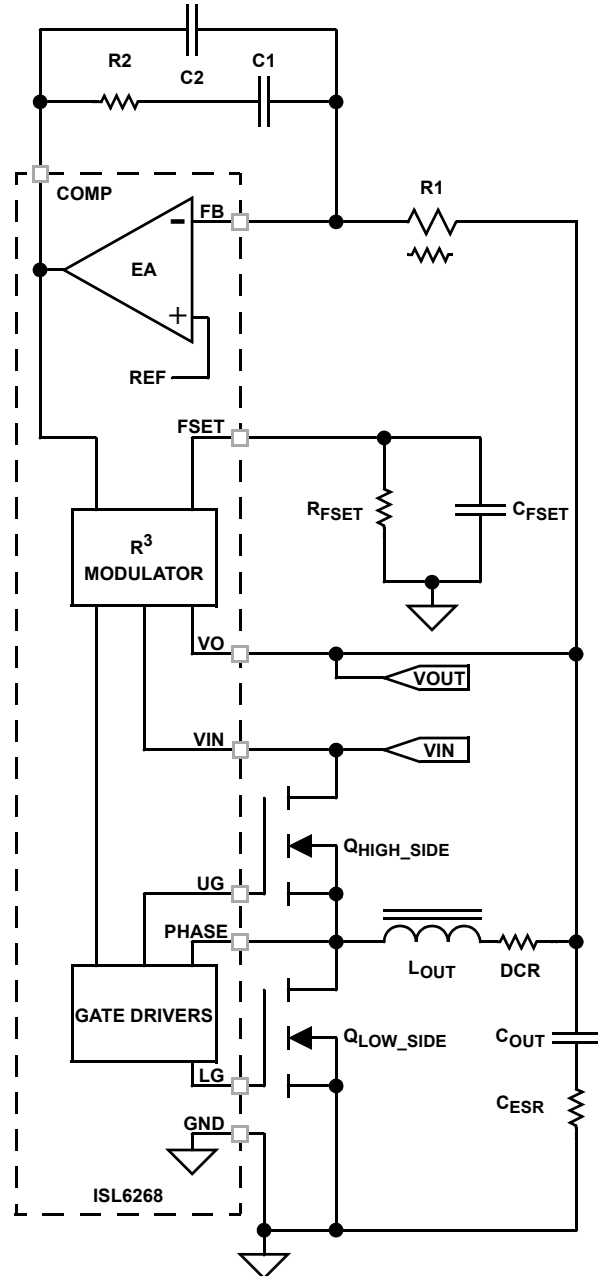 R2
C2
C1
COMP
R1
FB
-
EA
+
REF
FSET
RFSET
CFSET
R3
MODULATOR
VO
VOUT
VIN
VIN
QHIGH_SIDE
UG
PHASE
LOUT
DCR
GATE DRIVERS
QLOW_SIDE
COUT
LG
CESR
GND
ISL6268